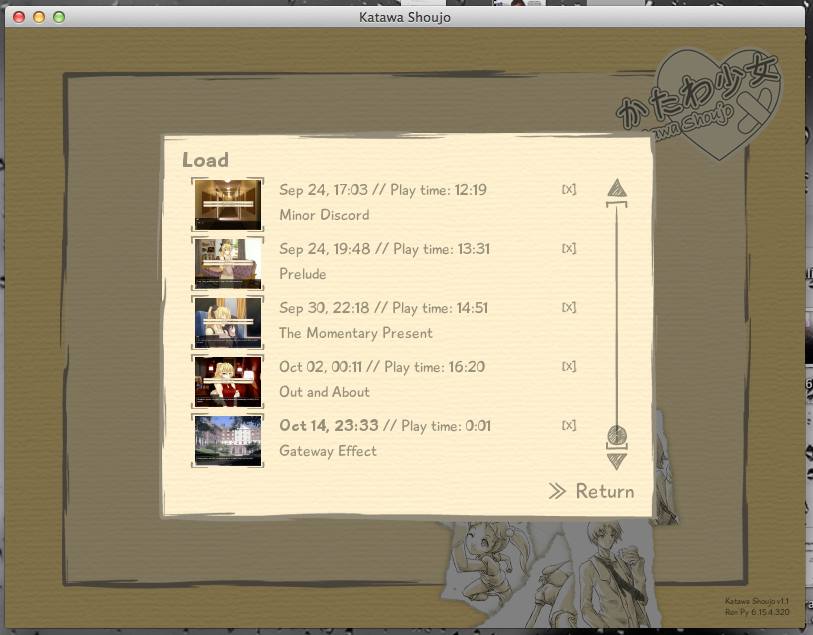 Katawa Shoujo
かたわ少女
Load
Sep 24, 17:03 // Play time: 12:19
[X]
Minor Discord
Sep 24, 19:48 // Play time: 13:31
[X]
Prelude
Sep 30, 22:18 // Play time: 14:51
[X]
The Momentary Present
Oct 02, 00:11 // Play time: 16:20
[X]
Out and About
Oct 14, 23:33 // Play time: 0:01
[X]
Gateway Effect
Return
Katawa Shoujo v1.1
Ren'Py 6.15.4.320